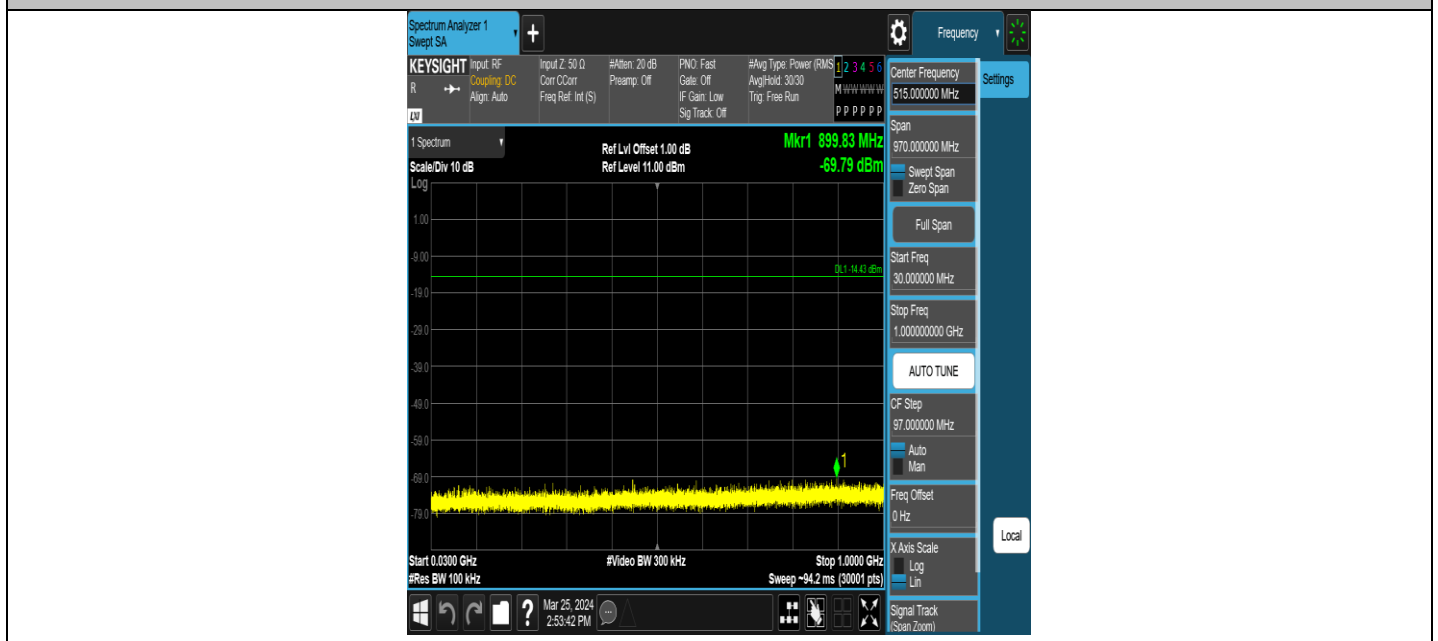 Spectrum Analyzer 1
Swept SA
Frequency
KEYSIGHT
R
LXI
Input: RF
Coupling: DC
Align: Auto
Input Z: 50 Ω
Corr CCorr
Freq Ref: Int (S)
#Atten: 20 dB
Preamp: Off
PNO: Fast
Gate: Off
IF Gain: Low
Sig Track: Off
#Avg Type: Power (RMS
Avg|Hold: 30/30
Trig: Free Run
1 2 3 4 5 6
M W W W W W
P P P P P P
1 Spectrum
Scale/Div 10 dB
Log
Ref Lvl Offset 1.00 dB
Ref Level 11.00 dBm
Mkr1 899.83 MHz
-69.79 dBm
1.00
-9.00
DL1 -14.43 dBm
-19.0
-29.0
-39.0
-49.0
-59.0
1
-69.0
-79.0
Start 0.0300 GHz
#Res BW 100 kHz
#Video BW 300 kHz
Stop 1.0000 GHz
Sweep ~94.2 ms (30001 pts)
?
Mar 25, 2024
2:53:42 PM
Center Frequency
515.000000 MHz
Span
970.000000 MHz
Swept Span
Zero Span
Full Span
Start Freq
30.000000 MHz
Stop Freq
1.000000000 GHz
AUTO TUNE
CF Step
97.000000 MHz
Auto
Man
Freq Offset
0 Hz
X Axis Scale
Log
Lin
Signal Track
(Span Zoom)
Settings
Local